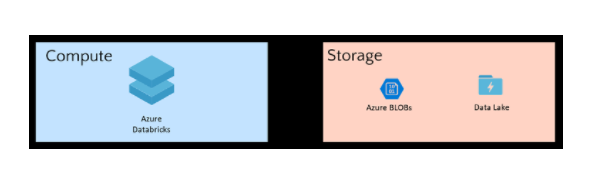 Compute
Azure
Databricks
Storage
Azure BLOBs
Data Lake